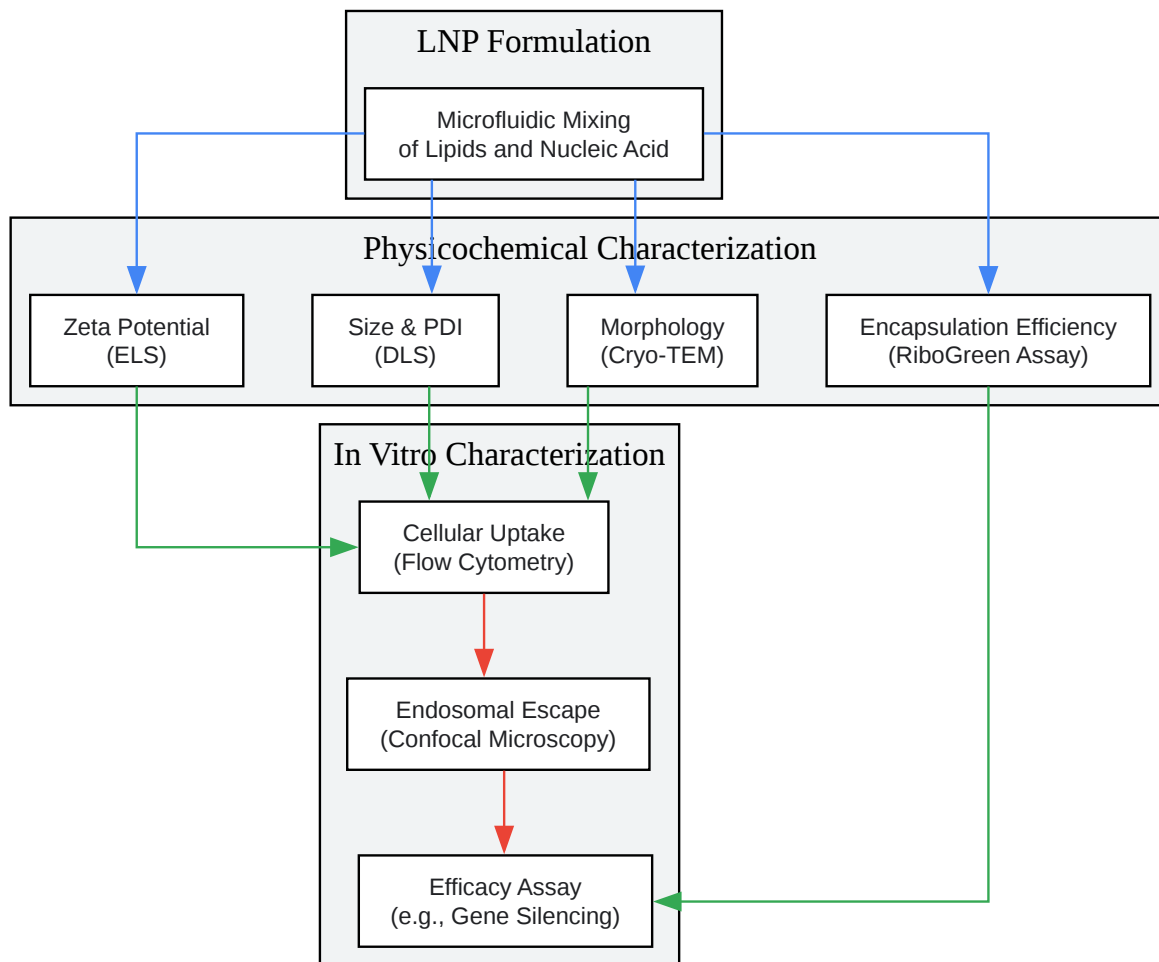 LNP Formulation
Microfluidic Mixing
of Lipids and Nucleic Acid
Physicochemical Characterization
Zeta Potential
(ELS)
Size & PDI
(DLS)
Morphology
(Cryo-TEM)
Encapsulation Efficiency
(RiboGreen Assay)
In Vitro Characterization
Cellular Uptake
(Flow Cytometry)
Endosomal Escape
(Confocal Microscopy)
Efficacy Assay
(e.g., Gene Silencing)